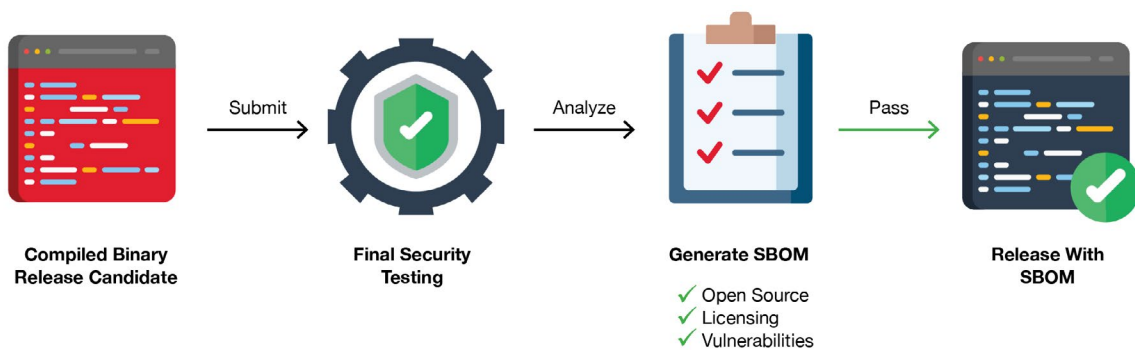 Submit
Analyze
Pass
Compiled Binary
Release Candidate
Final Security
Testing
Generate SBOM
Open Source
Licensing
Vulnerabilities
Release With
SBOM